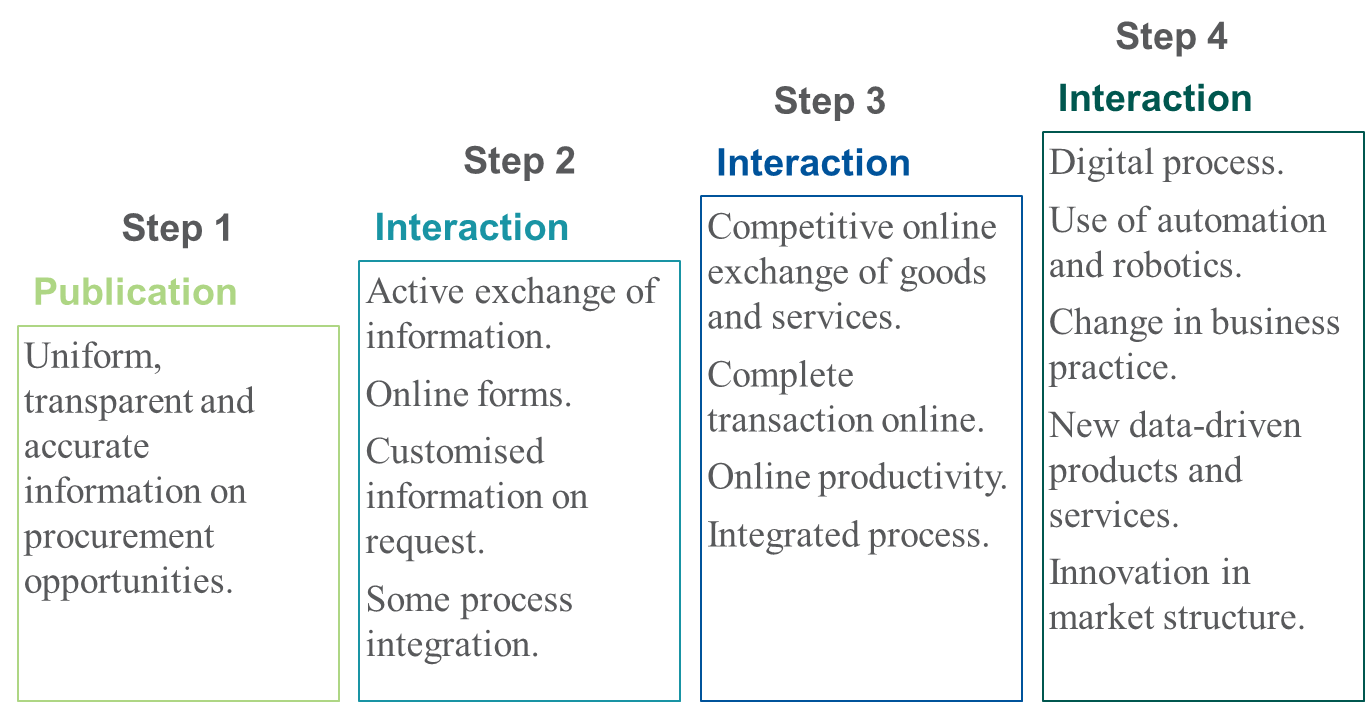 Step 1
Publication
Uniform,
transparent and
accurate
information on
procurement
opportunities.
Step 2
Interaction
Active exchange of
information.
Online forms.
Customised
information on
request.
Some process
integration.
Step 3
Interaction
Competitive online
exchange of goods
and services.
Complete
transaction online.
Online productivity.
Integrated process.
Step 4
Interaction
Digital process.
Use of automation
and robotics.
Change in business
practice.
New data-driven
products and
services.
Innovation in
market structure.